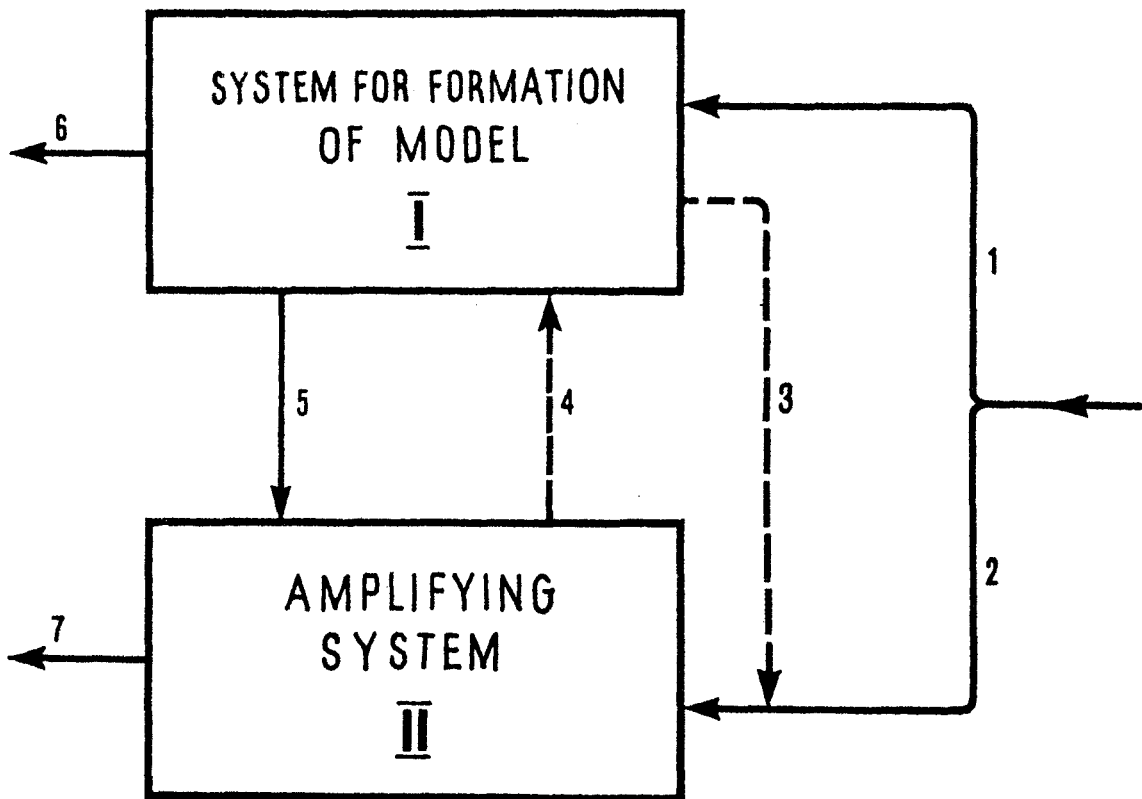 SYSTEM FOR FORMATION
OF MODEL
I
6
1
5
4
3
2
AMPLIFYING
SYSTEM
II
7